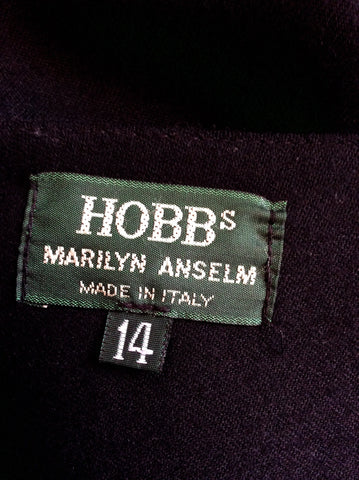 HOBBs
MARILYN ANSELM
MADE IN ITALY
14